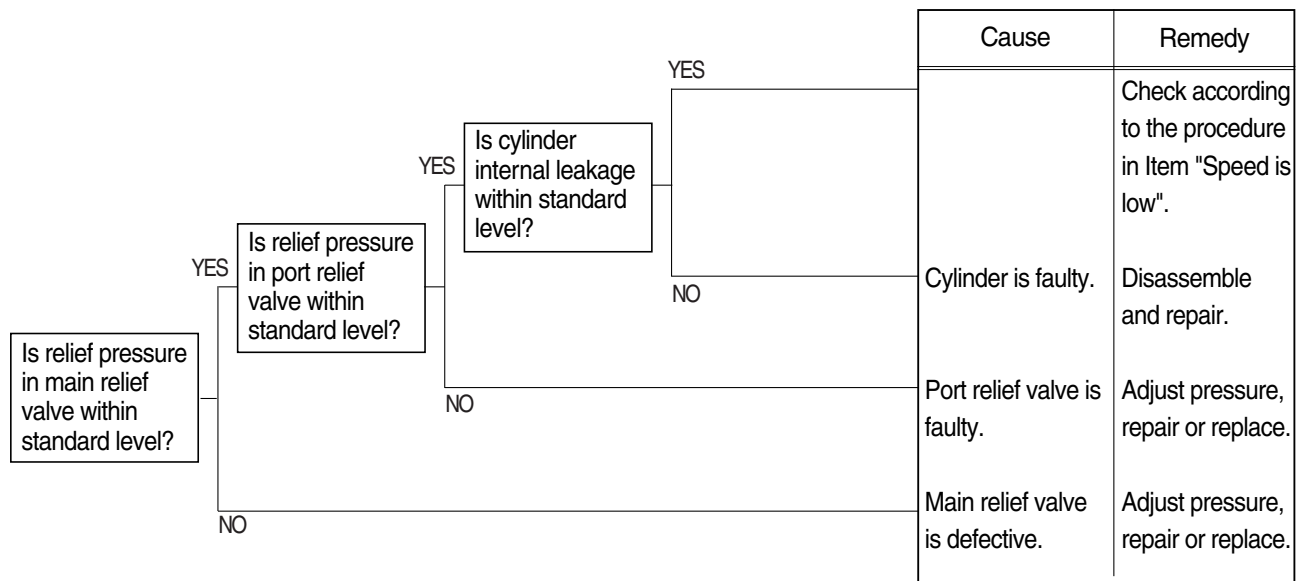 Cause
Remedy
YES
Check according
to the procedure
in Item "Speed is
low".
Is cylinder
internal leakage
within standard
level?
YES
NO
Cylinder is faulty.
Disassemble
and repair.
Is relief pressure
in port relief
valve within
standard level?
YES
NO
Port relief valve is
faulty.
Adjust pressure,
repair or replace.
Is relief pressure
in main relief
valve within
standard level?
NO
Main relief valve
is defective.
Adjust pressure,
repair or replace.